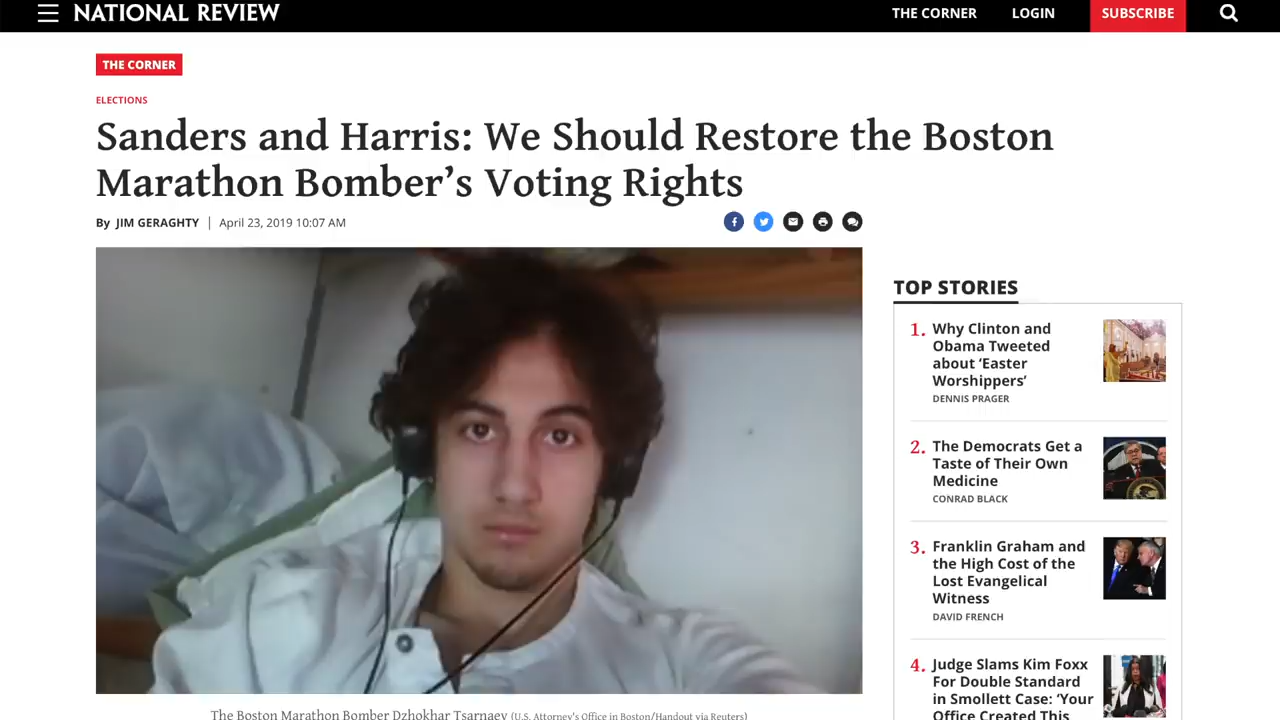 NATIONAL REVIEW
THE CORNER
LOGIN
SUBSCRIBE
THE CORNER
ELECTIONS
Sanders and Harris: We Should Restore the Boston
Marathon Bomber’s Voting Rights
By JIM GERAGHTY | April 23, 2019 10:07 AM
The Boston Marathon Bomber Dzhokhar Tsarnaev (U.S. Attorney's Office in Boston/Handout via Reuters)
TOP STORIES
1. Why Clinton and
Obama Tweeted
about ‘Easter
Worshippers’
DENNIS PRAGER
2. The Democrats Get a
Taste of Their Own
Medicine
CONRAD BLACK
3. Franklin Graham and
the High Cost of the
Lost Evangelical
Witness
DAVID FRENCH
4. Judge Slams Kim Foxx
For Double Standard
in Smollett Case: ‘Your
Office Created This